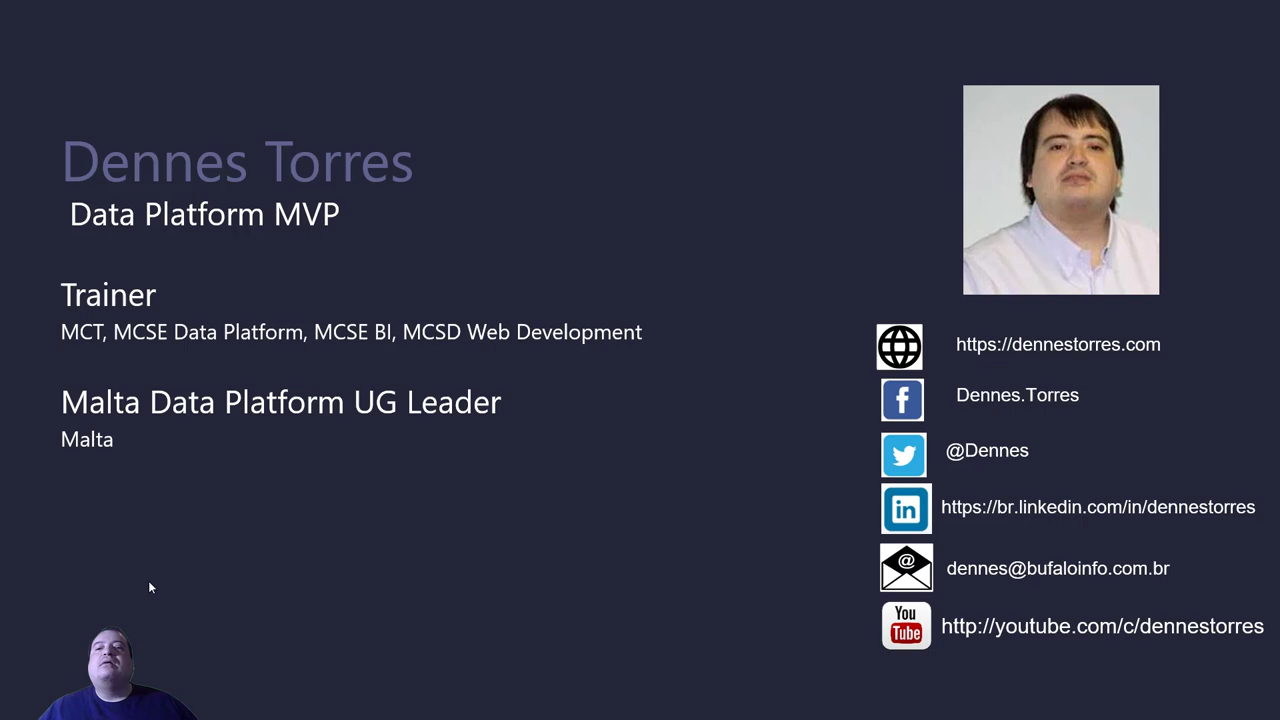 Dennes Torres
Data Platform MVP
Trainer
MCT, MCSE Data Platform, MCSE BI, MCSD Web Development
Malta Data Platform UG Leader
Malta
https://dennestorres.com
f
Dennes.Torres
@Dennes
in
https://br.linkedin.com/in/dennestorres
@
dennes@bufaloinfo.com.br
You
Tube
http://youtube.com/c/dennestorres